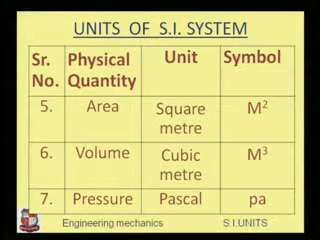 UNITS OF S.I. SYSTEM
Sr. No. Physical Quantity Unit Symbol
5. Area Square metre M²
6. Volume Cubic metre M³
7. Pressure Pascal pa
Engineering mechanics S.I.UNITS